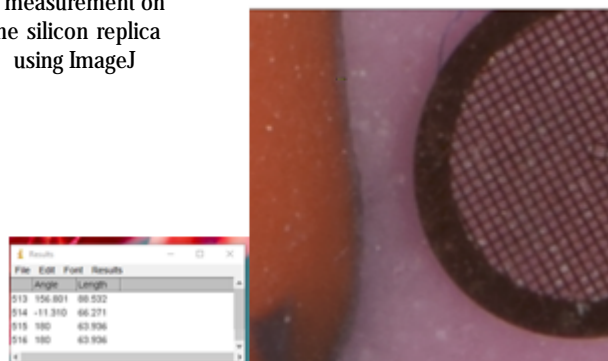 measurement on
ne silicon replica
using ImageJ
Results
File Edit Font Results
Angle Length
513 156.801 88.532
514 -11.310 66.271
515 180 63.936
516 180 63.936